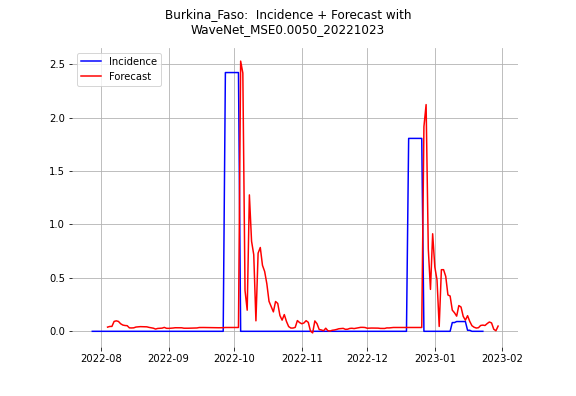 Burkina_Faso:  Incidence + Forecast with
WaveNet_MSE0.0050_20221023
Incidence
Forecast
2.5
2.0
1.5
1.0
0.5
0.0
2022-08 2022-09 2022-10 2022-11 2022-12 2023-01 2023-02